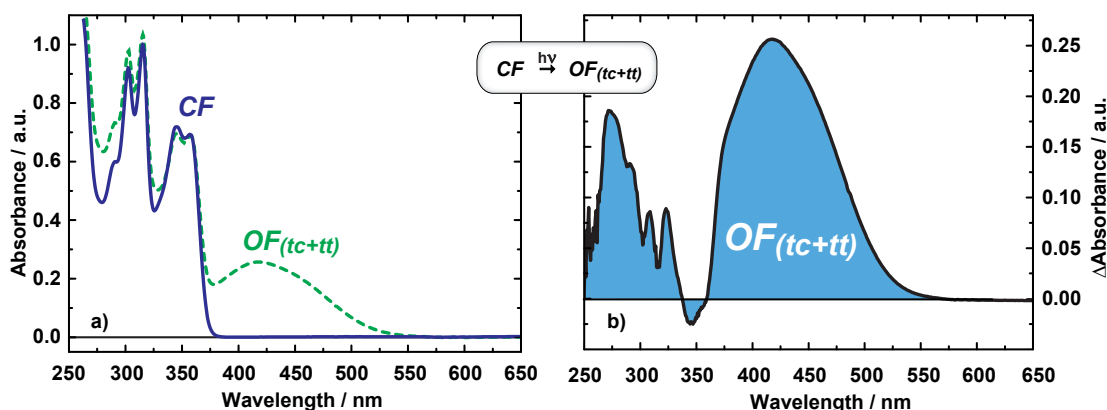 1.0
0.8
0.6
0.4
0.2
0.0
Absorbance / a.u.
CF
OF(tc+tt)
a)
250 300 350 400 450 500 550 600 650
Wavelength / nm
hν
CF → OF(tc+tt)
0.25
0.20
0.15
0.10
0.05
0.00
ΔAbsorbance / a.u.
OF(tc+tt)
b)
250 300 350 400 450 500 550 600 650
Wavelength / nm